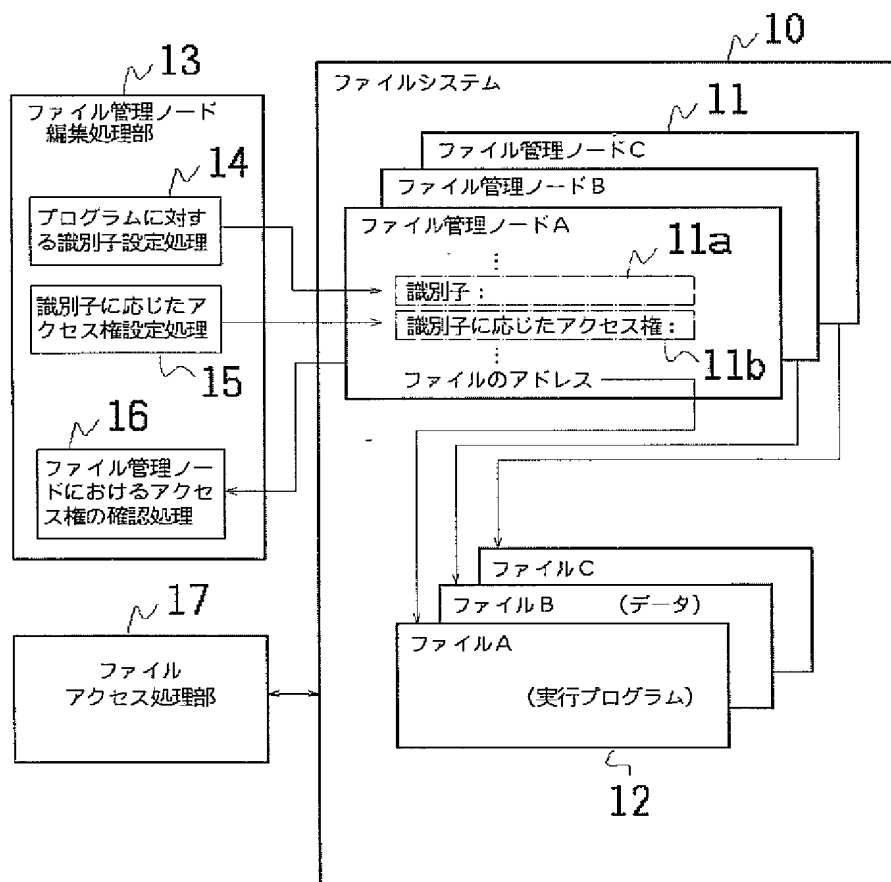 10
13
ファイルシステム
ファイル管理ノード
編集処理部
11
ファイル管理ノードC
14
ファイル管理ノードB
プログラムに対す
る識別子設定処理
ファイル管理ノードA
11a
識別子：
識別子に応じたア
クセス権設定処理
識別子に応じたアクセス権：
15
11b
ファイルのアドレス
16
ファイル管理ノー
ドにおけるアクセ
ス権の確認処理
ファイルC
17
ファイルB (データ)
ファイルA
ファイル
アクセス処理部
(実行プログラム)
12